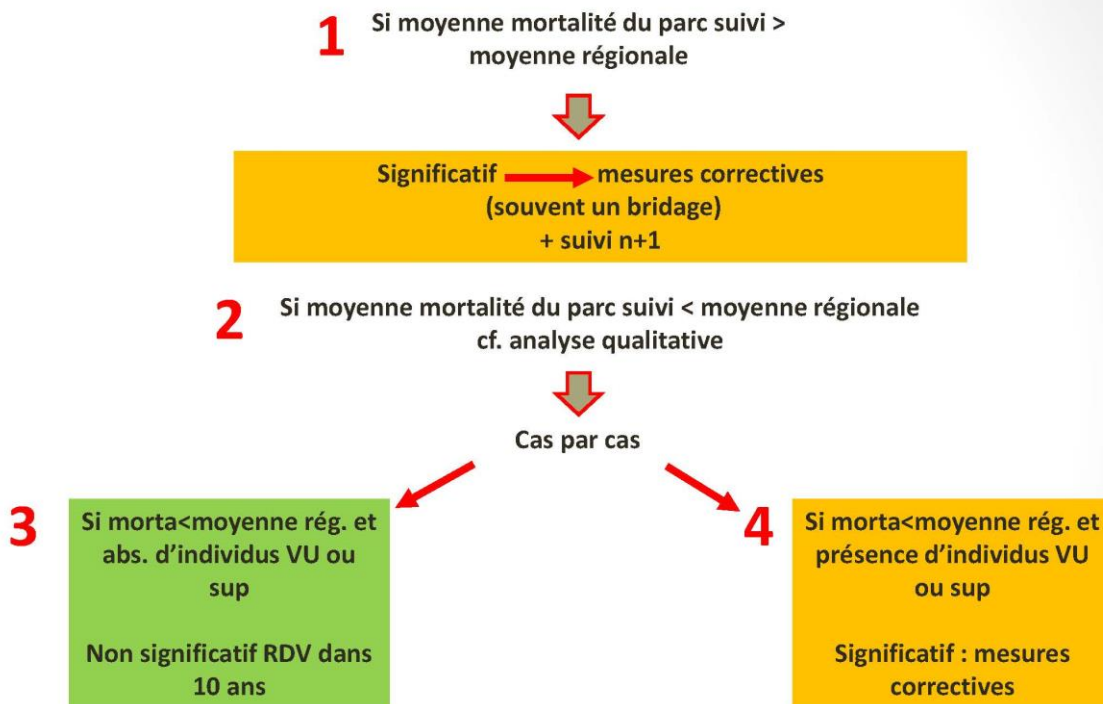 1
Si moyenne mortalité du parc suivi >
moyenne régionale
Significatif mesures correctives
(souvent un bridage)
+ suivi n+1
2
Si moyenne mortalité du parc suivi < moyenne régionale
cf. analyse qualitative
Cas par cas
3
Si morta<moyenne rég. et
abs. d’individus VU ou
sup
Non significatif RDV dans
10 ans
4
Si morta<moyenne rég. et
présence d’individus VU
ou sup
Significatif : mesures
correctives